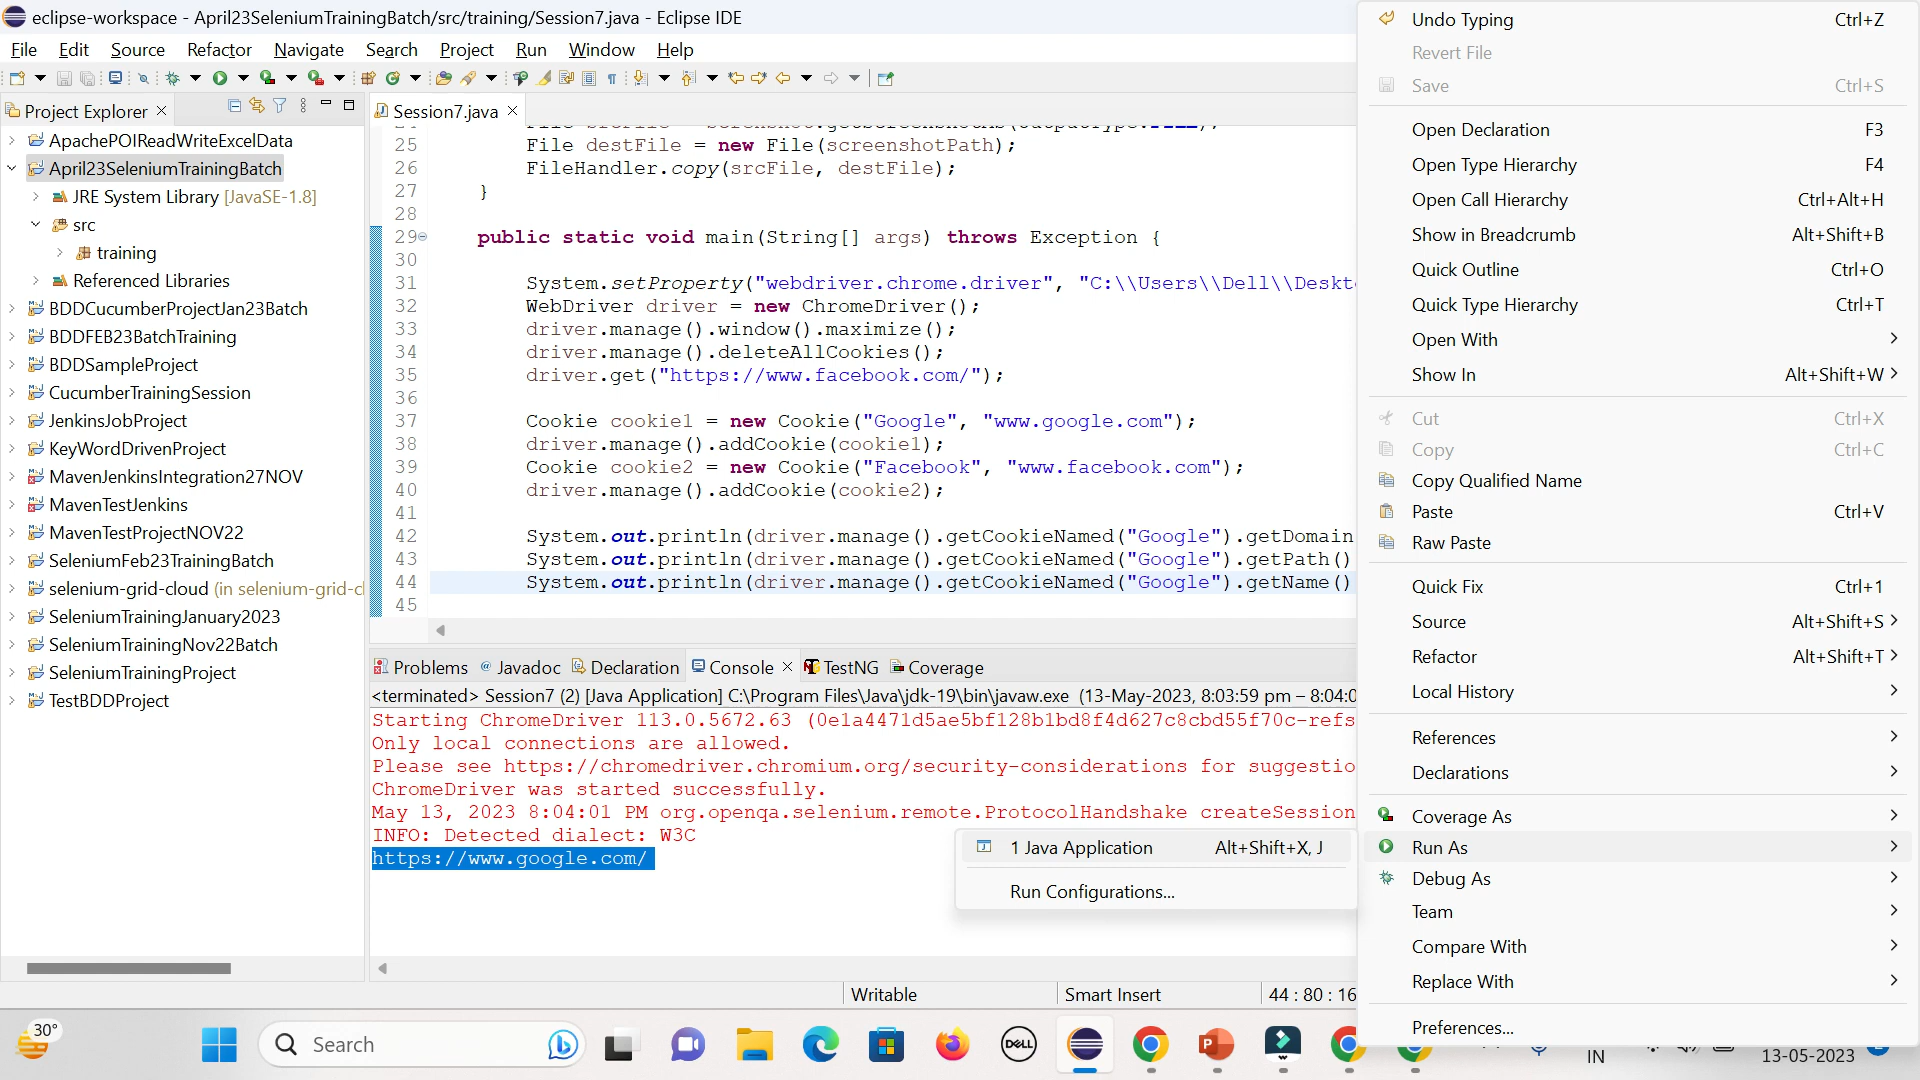 eclipse-workspace - April23SeleniumTrainingBatch/src/training/Session7.java - Eclipse IDE
File Edit Source Refactor Navigate Search Project Run Window Help
Project Explorer
ApachePOIReadWriteExcelData
April23SeleniumTrainingBatch
JRE System Library [JavaSE-1.8]
src
training
Referenced Libraries
BDDCucumberProjectJan23Batch
BDDFEB23BatchTraining
BDDSampleProject
CucumberTrainingSession
JenkinsJobProject
KeyWordDrivenProject
MavenJenkinsIntegration27NOV
MavenTestJenkins
MavenTestProjectNOV22
SeleniumFeb23TrainingBatch
selenium-grid-cloud (in selenium-grid-cl
SeleniumTrainingJanuary2023
SeleniumTrainingNov22Batch
SeleniumTrainingProject
TestBDDProject
Session7.java
25 File destFile = new File(screenshotPath);
26 FileHandler.copy(srcFile, destFile);
27 }
28
29 public static void main(String[] args) throws Exception {
30
31 System.setProperty("webdriver.chrome.driver", "C:\\Users\\Dell\\Deskt
32 WebDriver driver = new ChromeDriver();
33 driver.manage().window().maximize();
34 driver.manage().deleteAllCookies();
35 driver.get("https://www.facebook.com/");
36
37 Cookie cookie1 = new Cookie("Google", "www.google.com");
38 driver.manage().addCookie(cookie1);
39 Cookie cookie2 = new Cookie("Facebook", "www.facebook.com");
40 driver.manage().addCookie(cookie2);
41
42 System.out.println(driver.manage().getCookieNamed("Google").getDomain
43 System.out.println(driver.manage().getCookieNamed("Google").getPath()
44 System.out.println(driver.manage().getCookieNamed("Google").getName()
45
Problems Javadoc Declaration Console TestNG Coverage
<terminated> Session7 (2) [Java Application] C:\Program Files\Java\jdk-19\bin\javaw.exe (13-May-2023, 8:03:59 pm – 8:04:0
Starting ChromeDriver 113.0.5672.63 (0e1a4471d5ae5bf128b1bd8f4d627c8cbd55f70c-refs
Only local connections are allowed.
Please see https://chromedriver.chromium.org/security-considerations for suggestio
ChromeDriver was started successfully.
May 13, 2023 8:04:01 PM org.openqa.selenium.remote.ProtocolHandshake createSession
INFO: Detected dialect: W3C
https://www.google.com/
1 Java Application Alt+Shift+X, J
Run Configurations...
Undo Typing Ctrl+Z
Revert File
Save Ctrl+S
Open Declaration F3
Open Type Hierarchy F4
Open Call Hierarchy Ctrl+Alt+H
Show in Breadcrumb Alt+Shift+B
Quick Outline Ctrl+O
Quick Type Hierarchy Ctrl+T
Open With
Show In Alt+Shift+W
Cut Ctrl+X
Copy Ctrl+C
Copy Qualified Name
Paste Ctrl+V
Raw Paste
Quick Fix Ctrl+1
Source Alt+Shift+S
Refactor Alt+Shift+T
Local History
References
Declarations
Coverage As
Run As
Debug As
Team
Compare With
Replace With
Preferences...
Writable Smart Insert 44 : 80 : 16
30°
Search
DELL
IN
13-05-2023